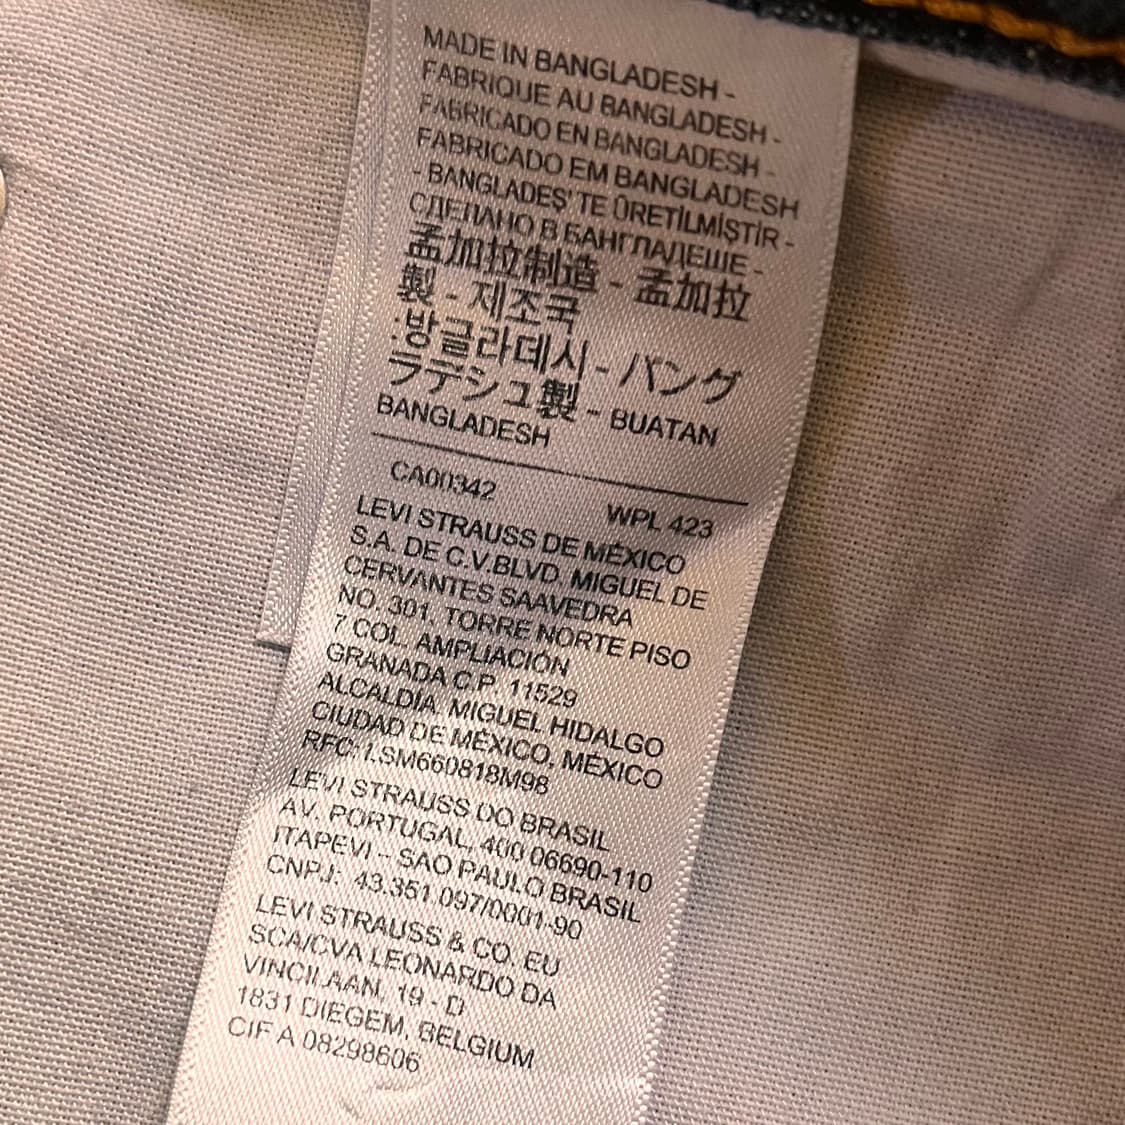 MADE IN BANGLADESH -
FABRIQUE AU BANGLADESH -
FABRICADO EN BANGLADESH -
FABRICADO EM BANGLADESH
- BANGLADEŞ'TE ÜRETİLMİŞTİR -
СДЕЛАНО В БАНГЛАДЕШЕ -
孟加拉制造 - 孟加拉
製 - 제조국
:방글라데시 - バング
ラデシュ製 - BUATAN
BANGLADESH
CA00342 WPL 423
LEVI STRAUSS DE MÉXICO
S.A. DE C.V.BLVD. MIGUEL DE
CERVANTES SAAVEDRA
NO. 301, TORRE NORTE PISO
7 COL. AMPLIACIÓN
GRANADA C.P. 11529
ALCALDÍA. MIGUEL HIDALGO
CIUDAD DE MÉXICO, MÉXICO
RFC: LSM660818M98
LEVI STRAUSS DO BRASIL
AV. PORTUGAL, 400 06690-110
ITAPEVI – SAO PAULO BRASIL
CNPJ: 43.351.097/0001-90
LEVI STRAUSS & CO. EU
SCA/CVA LEONARDO DA
VINCILAAN, 19 - D
1831 DIEGEM, BELGIUM
CIF A 08298606